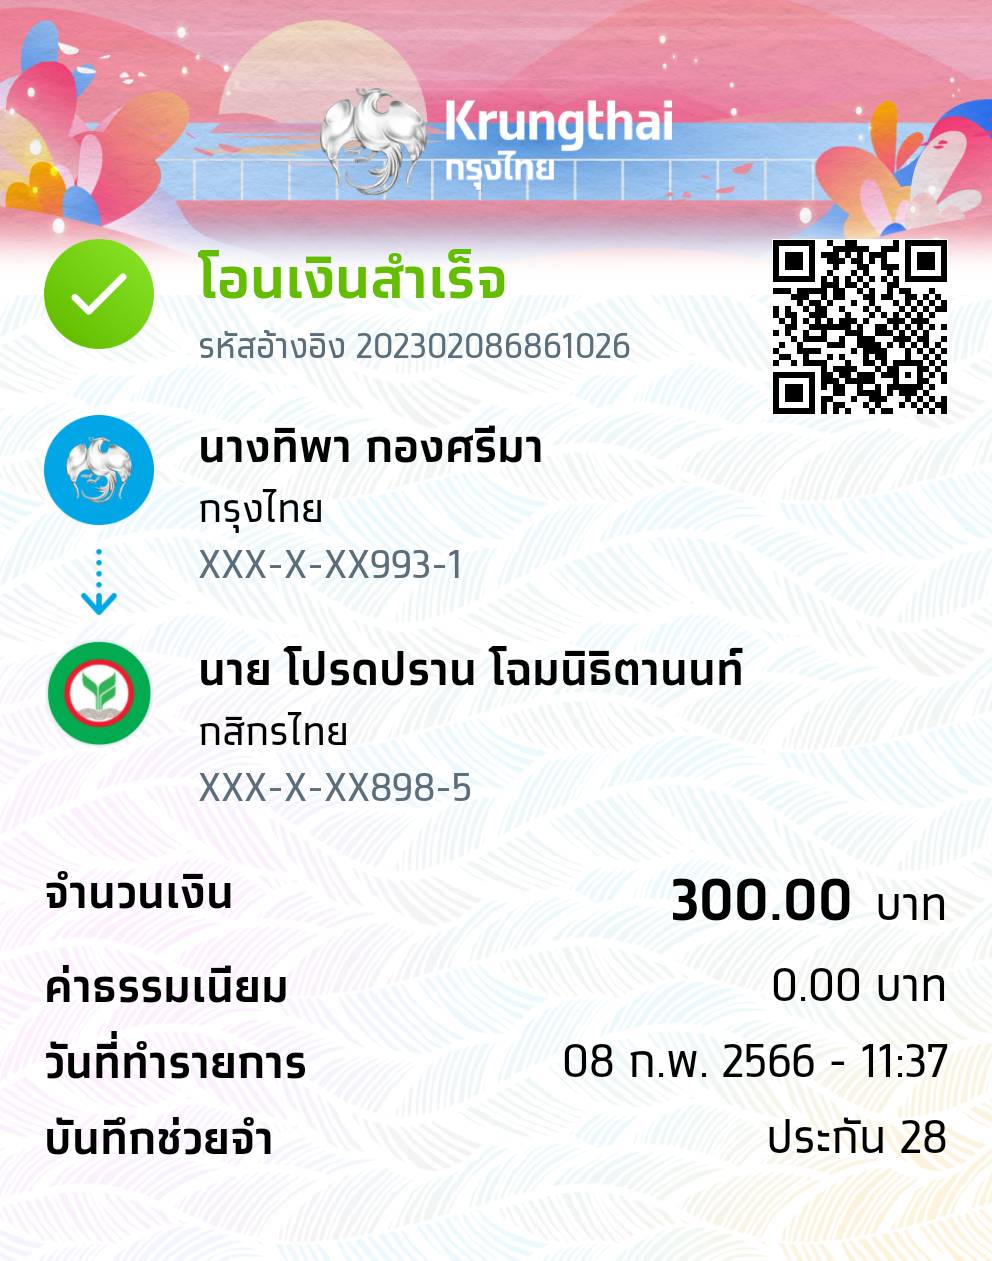 Krungthai
กรุงไทย
โอนเงินสำเร็จ
รหัสอ้างอิง 202302086861026
นางทิพา กองศรีมา
กรุงไทย
XXX-X-XX993-1
นาย โปรดปราน โฉมนิธิตานนท์
กสิกรไทย
XXX-X-XX898-5
จำนวนเงิน 300.00 บาท
ค่าธรรมเนียม 0.00 บาท
วันที่ทำรายการ 08 ก.พ. 2566 - 11:37
บันทึกช่วยจำ ประกัน 28